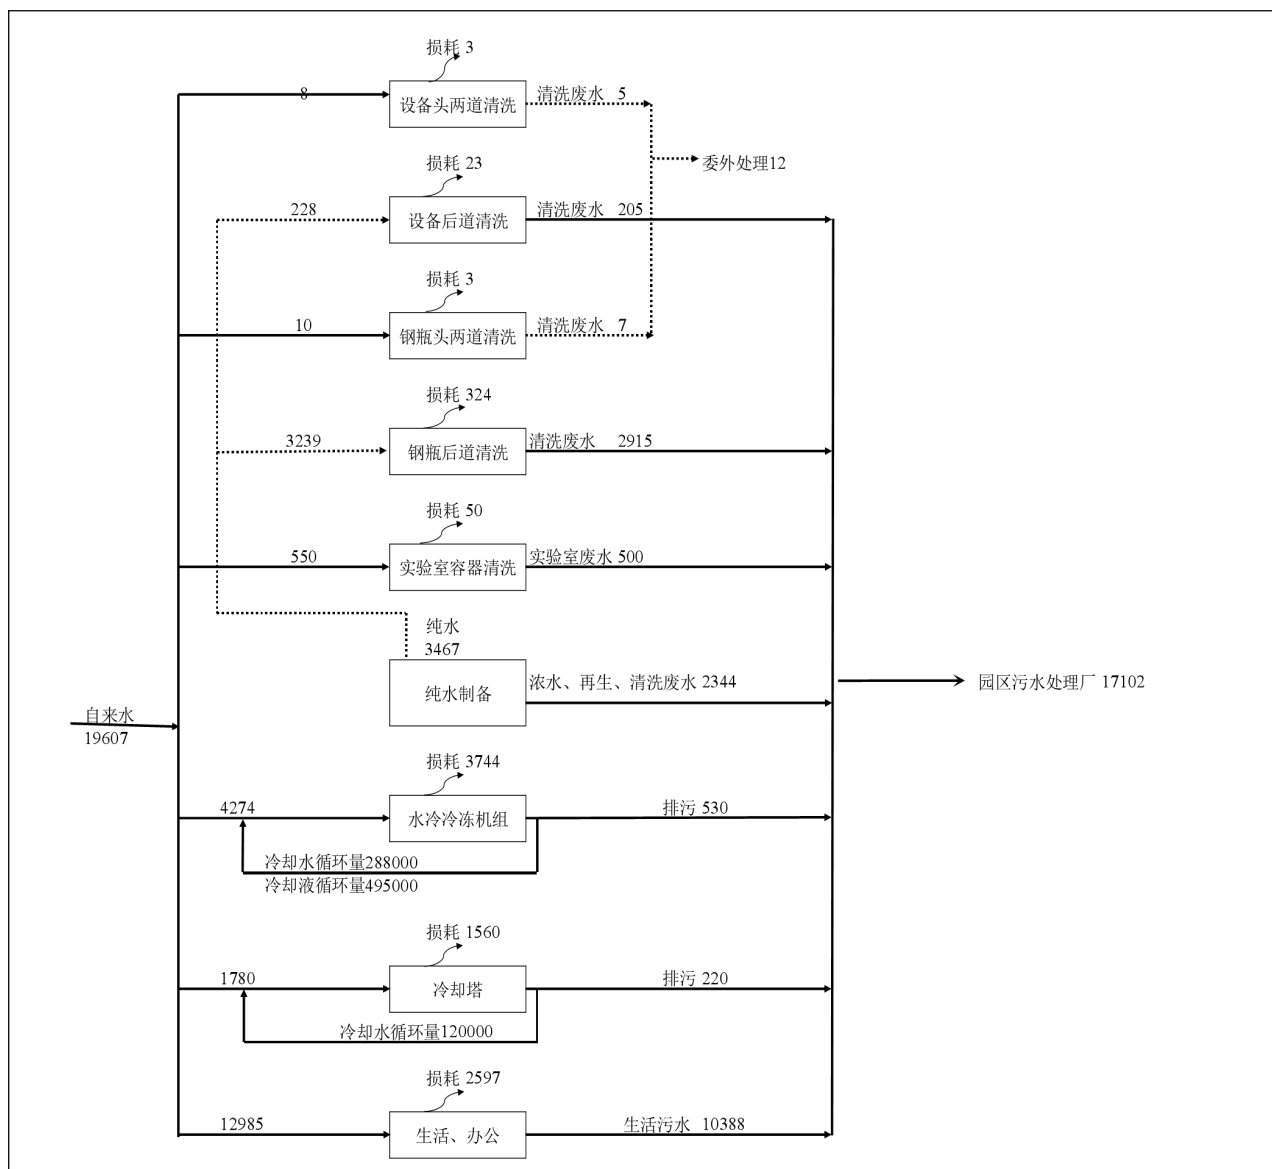 损耗 3
8
设备头两道清洗
清洗废水 5
委外处理12
损耗 23
228
设备后道清洗
清洗废水 205
损耗 3
10
钢瓶头两道清洗
清洗废水 7
损耗 324
3239
钢瓶后道清洗
清洗废水 2915
损耗 50
550
实验室容器清洗
实验室废水 500
纯水
3467
纯水制备
浓水、再生、清洗废水 2344
园区污水处理厂 17102
自来水
19607
损耗 3744
4274
水冷冷冻机组
排污 530
冷却水循环量288000
冷却液循环量495000
损耗 1560
1780
冷却塔
排污 220
冷却水循环量120000
损耗 2597
12985
生活、办公
生活污水 10388